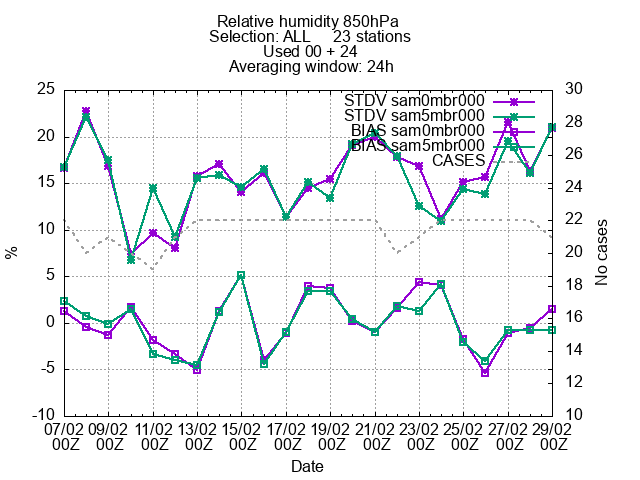 Relative humidity 850hPa
Selection: ALL 23 stations
Used 00 + 24
Averaging window: 24h
STDV sam0mbr000
STDV sam5mbr000
BIAS sam0mbr000
BIAS sam5mbr000
CASES
25
20
15
10
5
0
-5
-10
%
30
28
26
24
22
20
18
16
14
12
10
No cases
07/02 09/02 11/02 13/02 15/02 17/02 19/02 21/02 23/02 25/02 27/02 29/02
00Z 00Z 00Z 00Z 00Z 00Z 00Z 00Z 00Z 00Z 00Z 00Z
Date